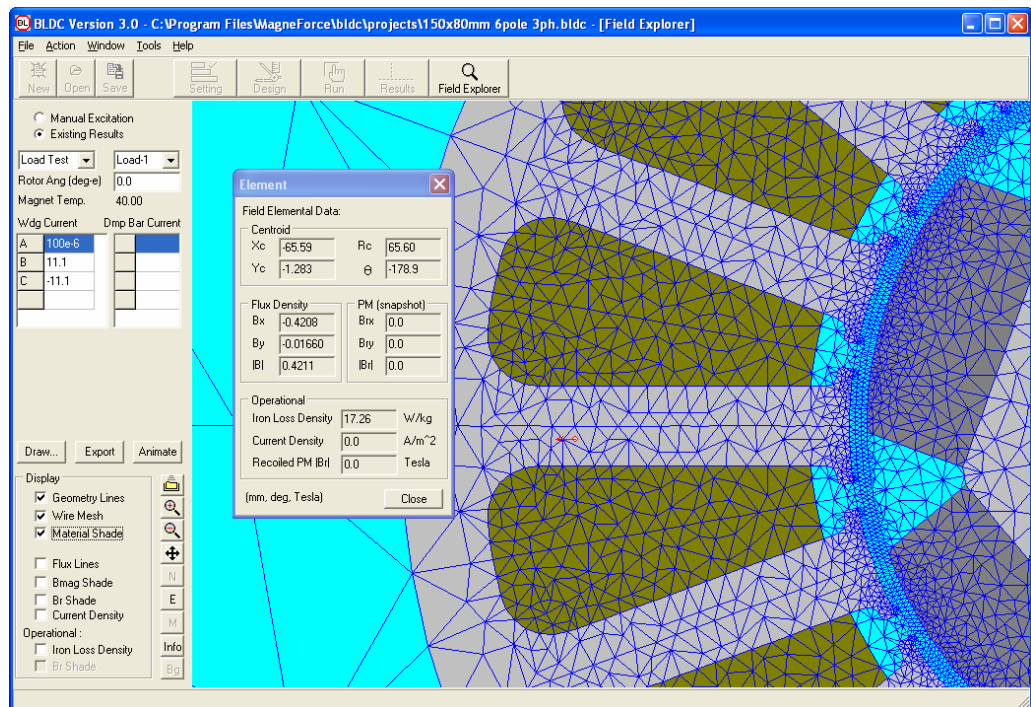 BLDC Version 3.0 - C:\Program Files\MagneForce\bldc\projects\150x80mm 6pole 3ph.bldc - [Field Explorer]
File Action Window Tools Help
New Open Save Setting Design Run Results Field Explorer
Manual Excitation
Existing Results
Load Test Load-1
Rotor Ang (deg-e) 0.0
Magnet Temp. 40.00
Wdg Current Dmp Bar Current
A 100e-6
B 11.1
C -11.1
Draw... Export Animate
Display
Geometry Lines
Wire Mesh
Material Shade
Flux Lines
Bmag Shade
Br Shade
Current Density
Operational :
Iron Loss Density
Br Shade
N
E
M
Info
Bg
Element
Field Elemental Data:
Centroid
Xc -65.59 Rc 65.60
Yc -1.283 θ -178.9
Flux Density PM (snapshot)
Bx -0.4208 Brx 0.0
By -0.01660 Bry 0.0
|B| 0.4211 |Br| 0.0
Operational
Iron Loss Density 17.26 W/kg
Current Density 0.0 A/m^2
Recoiled PM |Br| 0.0 Tesla
(mm, deg, Tesla) Close